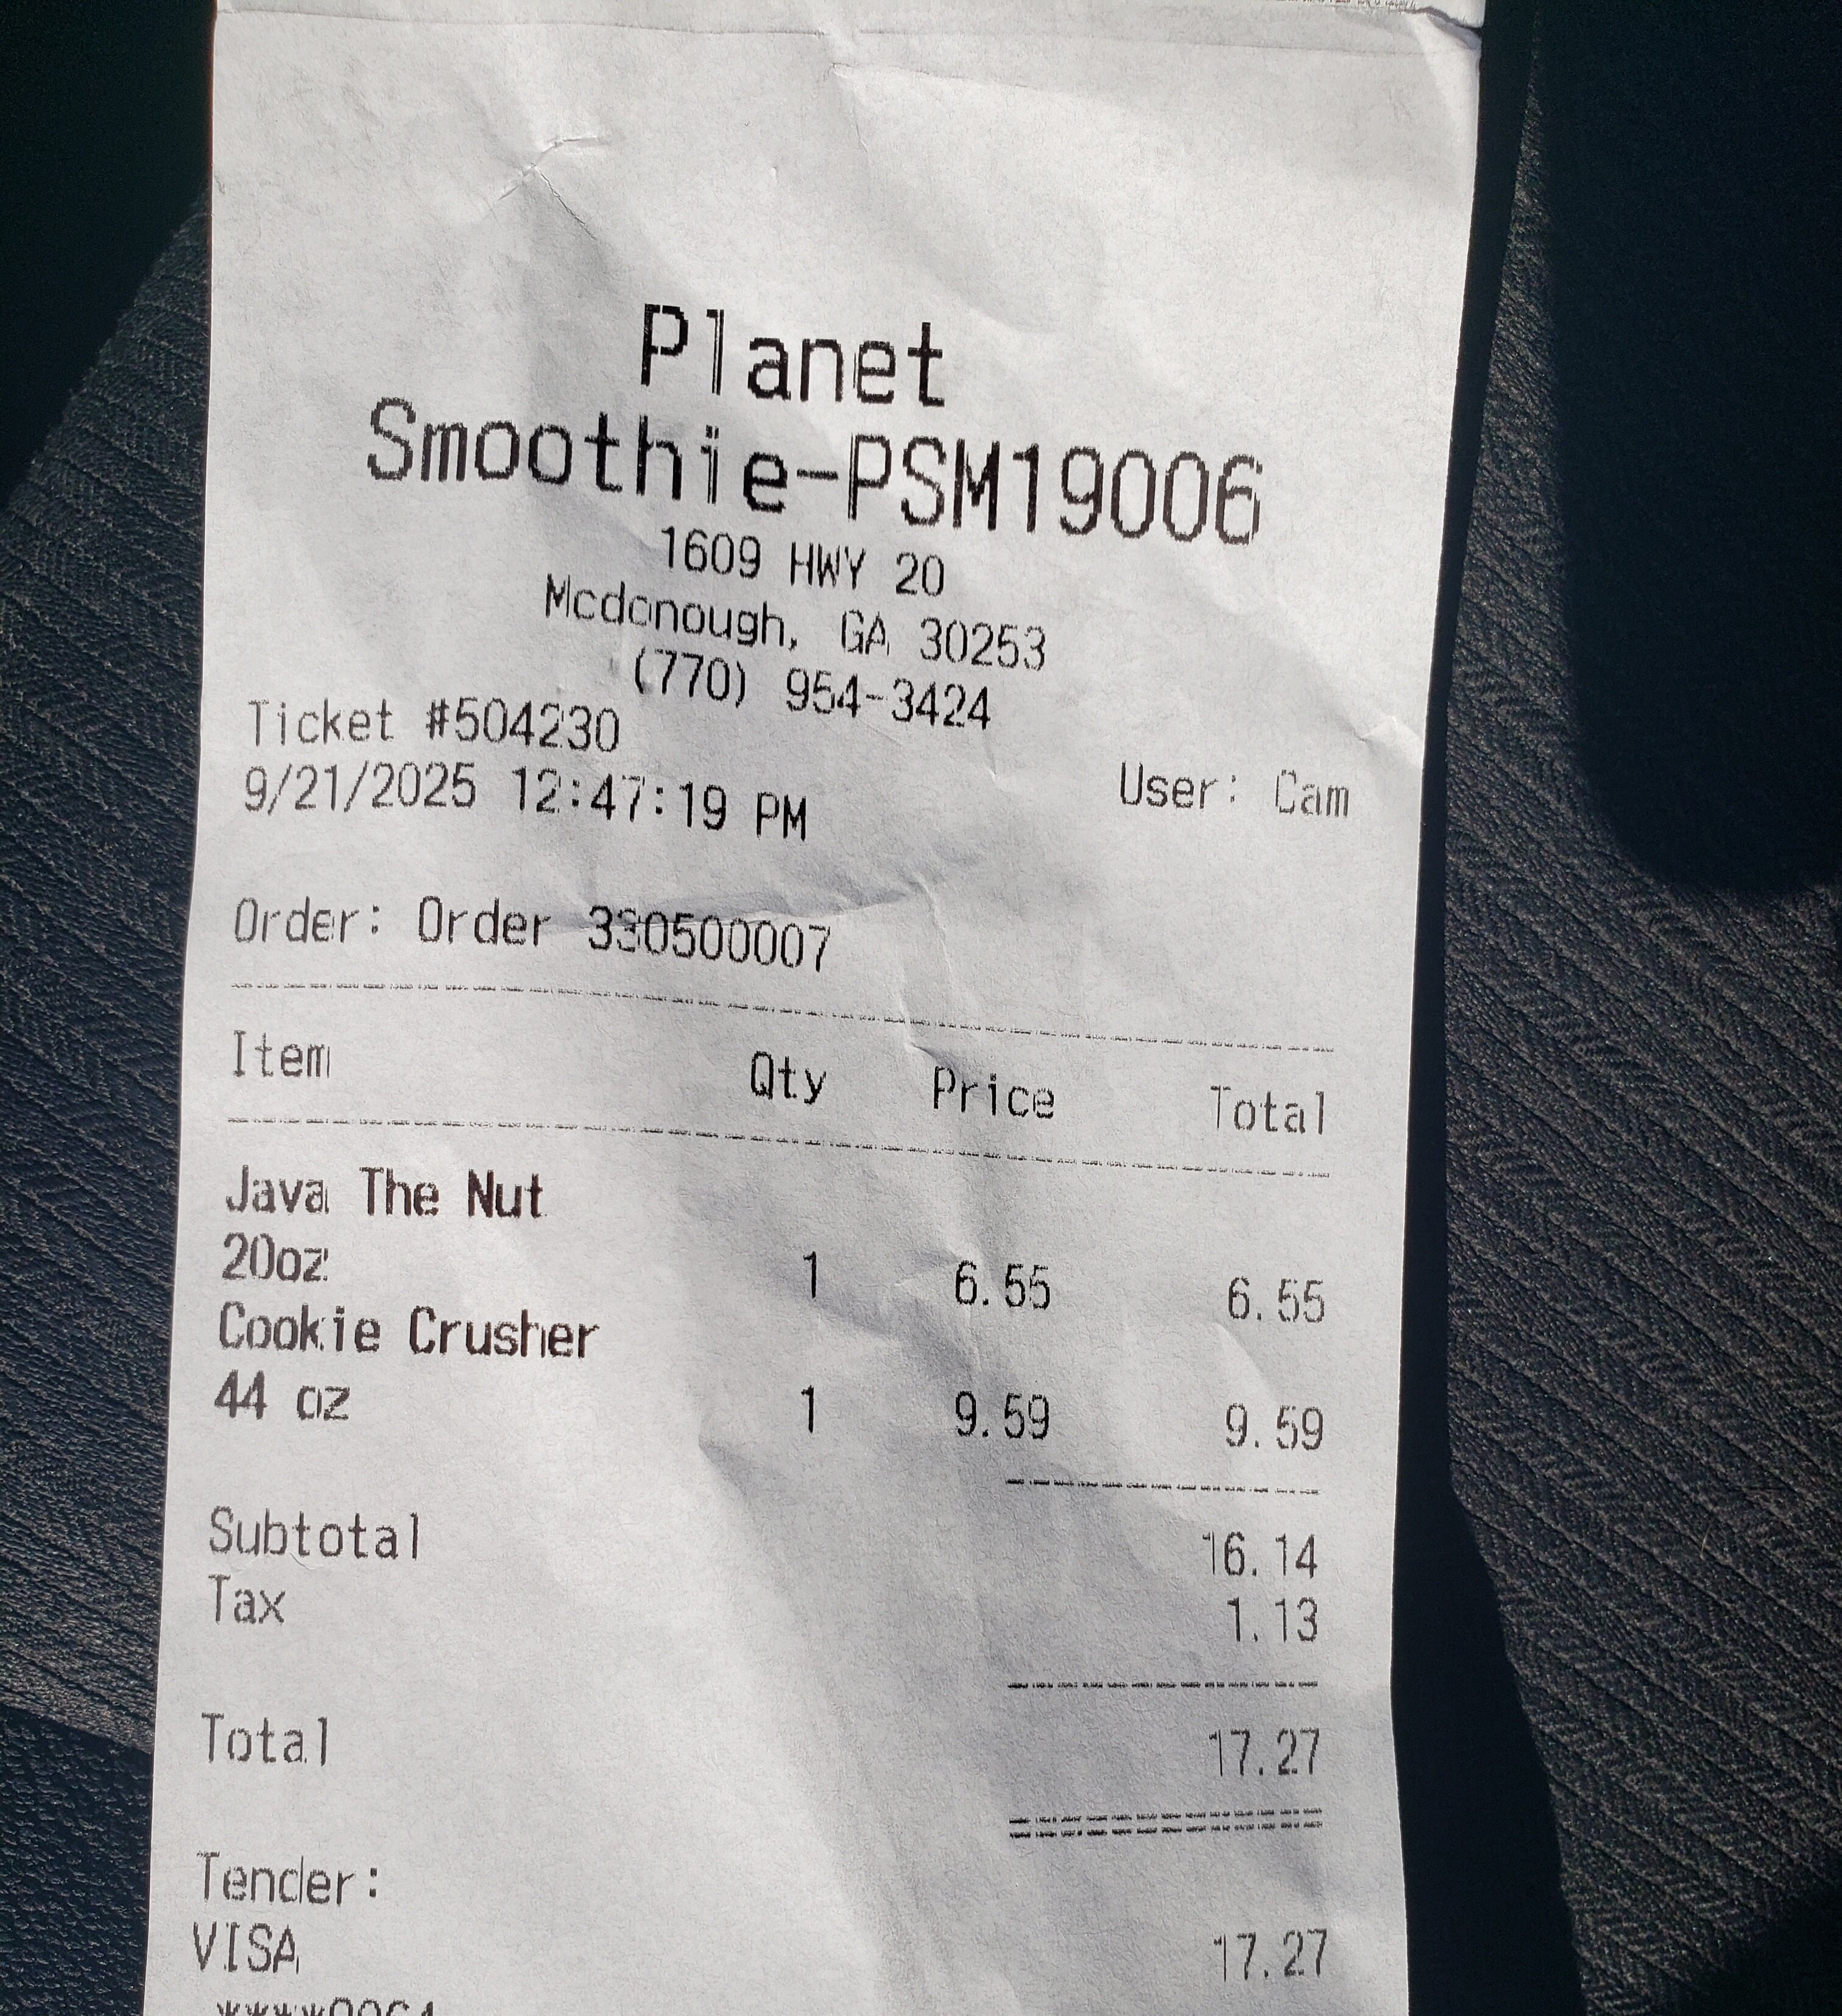 Planet
Smoothie-PSM19006
1609 HWY 20
Mcdonough, GA 30253
(770) 954-3424
Ticket #504230
9/21/2025 12:47:19 PM User: Cam
Order: Order 330500007
Item Qty Price Total
Java The Nut
20oz 1 6.55 6.55
Cookie Crusher
44 oz 1 9.59 9.59
Subtotal 16.14
Tax 1.13
Total 17.27
Tender:
VISA 17.27